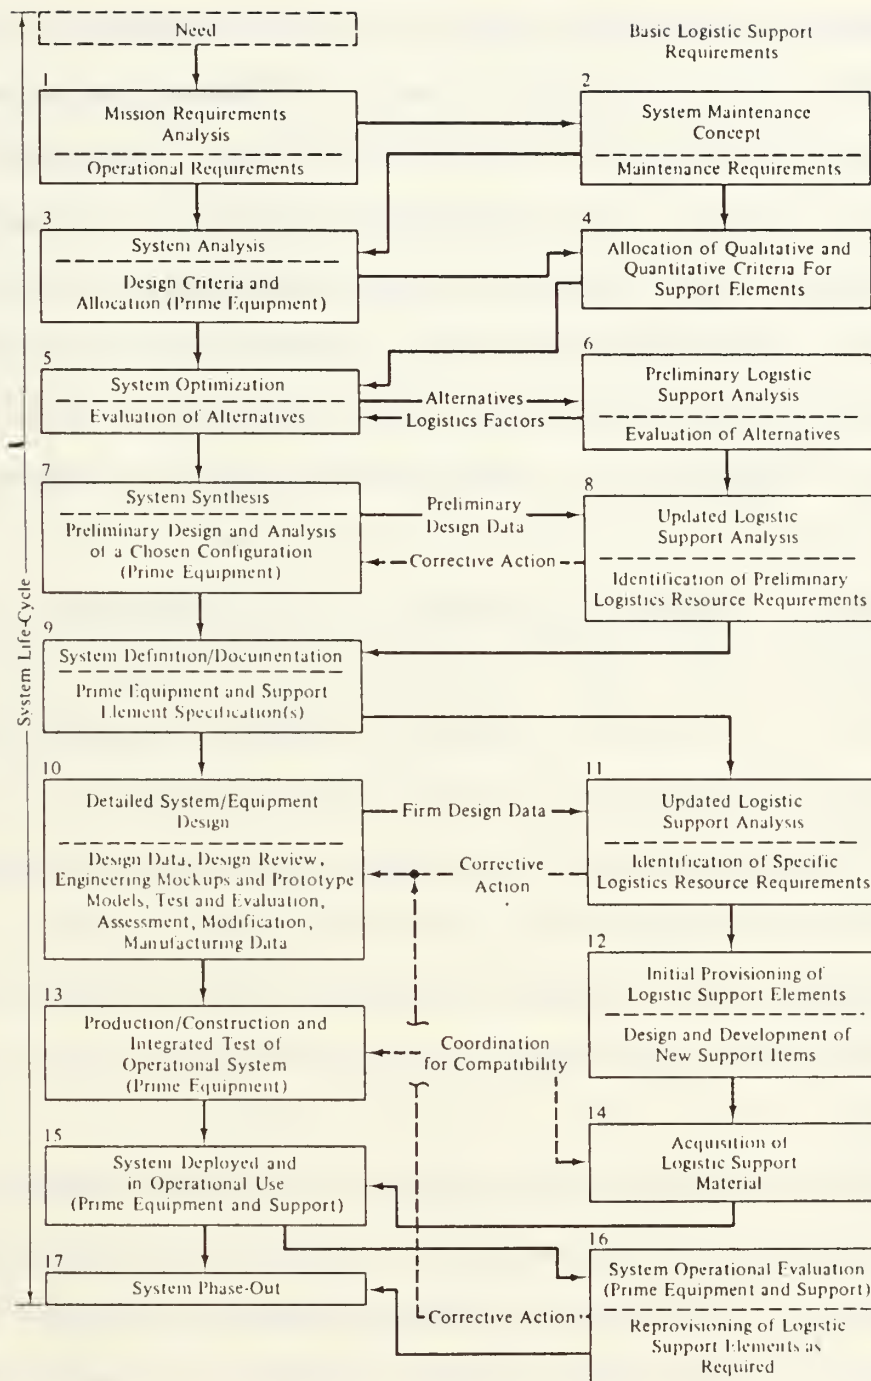 Need
Basic Logistic Support
Requirements
1
Mission Requirements
Analysis
Operational Requirements
2
System Maintenance
Concept
Maintenance Requirements
3
System Analysis
Design Criteria and
Allocation (Prime Equipment)
4
Allocation of Qualitative and
Quantitative Criteria For
Support Elements
5
System Optimization
Evaluation of Alternatives
Alternatives
Logistics Factors
6
Preliminary Logistic
Support Analysis
Evaluation of Alternatives
7
System Synthesis
Preliminary Design and Analysis
of a Chosen Configuration
(Prime Equipment)
Preliminary
Design Data
Corrective Action
8
Updated Logistic
Support Analysis
Identification of Preliminary
Logistics Resource Requirements
System Life-Cycle
9
System Definition/Documentation
Prime Equipment and Support
Element Specification(s)
10
Detailed System/Equipment
Design
Design Data, Design Review,
Engineering Mockups and Prototype
Models, Test and Evaluation,
Assessment, Modification,
Manufacturing Data
Firm Design Data
Corrective
Action
11
Updated Logistic
Support Analysis
Identification of Specific
Logistics Resource Requirements
12
Initial Provisioning of
Logistic Support Elements
Design and Development of
New Support Items
13
Production/Construction and
Integrated Test of
Operational System
(Prime Equipment)
Coordination
for Compatibility
14
Acquisition of
Logistic Support
Material
15
System Deployed and
in Operational Use
(Prime Equipment and Support)
16
System Operational Evaluation
(Prime Equipment and Support)
Reprovisioning of Logistic
Support Elements as
Required
17
System Phase-Out
Corrective Action